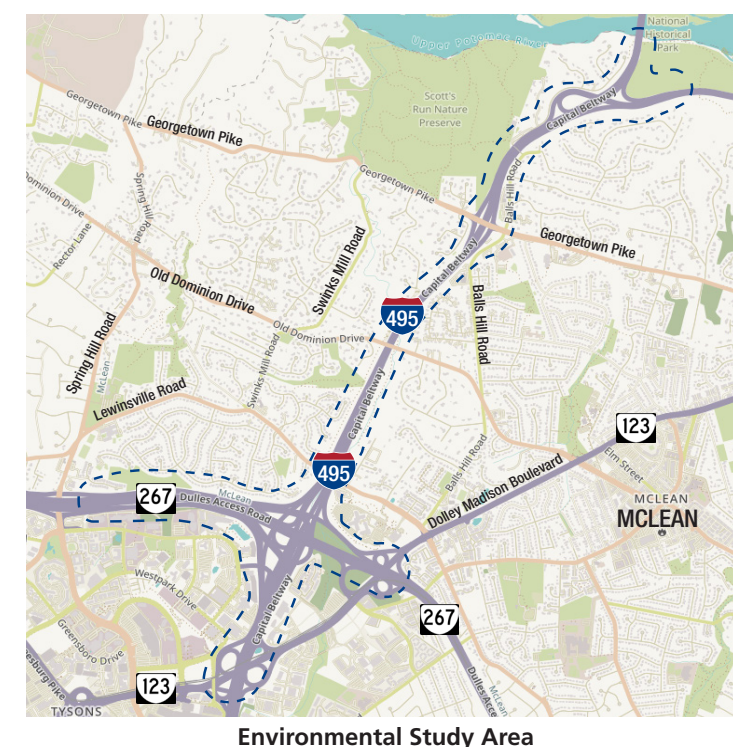 National
Historical
Park
Upper Potomac River
Scott's
Run Nature
Preserve
Capital Beltway
Georgetown Pike
Georgetown Pike
Georgetown Pike
Balls Hill Road
Spring Hill Road
Dominion Drive
Rector Lane
Swinks Mill Road
Georgetown Pike
Capital Beltway
Old Dominion Drive
495
Old Dominion Drive
Balls Hill Road
Spring Hill Road
McLean
Swinks Mill Road
Capital Beltway
Lewinsville Road
123
Elm Street
Balls Hill Road
495
McLean
267
Dulles Access Road
Dolley Madison Boulevard
MCLEAN
MCLEAN
Westpark Drive
Capital Beltway
267
Greensboro Drive
esburg Pike
123
Dulles Acce
TYSONS
Environmental Study Area